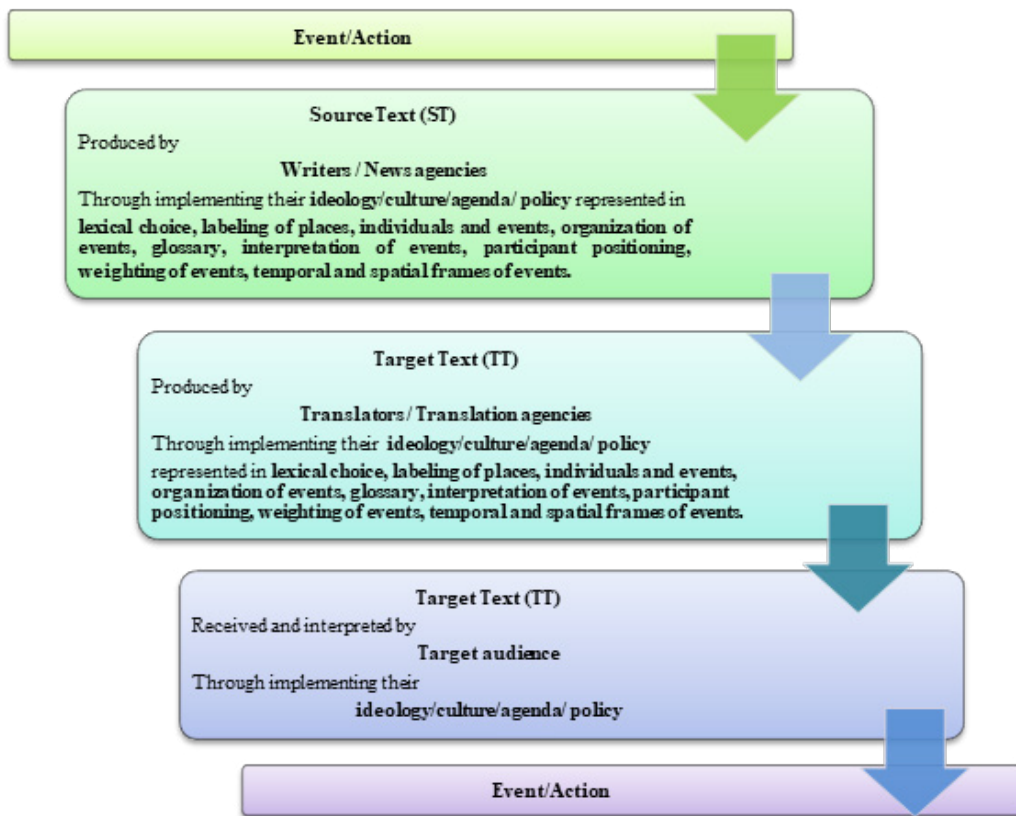 Event/Action
Source Text (ST)
Produced by
Writers / News agencies
Through implementing their ideology/culture/agenda/ policy represented in
lexical choice, labeling of places, individuals and events, organization of
events, glossary, interpretation of events, participant positioning,
weighting of events, temporal and spatial frames of events.
Target Text (TT)
Produced by
Translators / Translation agencies
Through implementing their ideology/culture/agenda/ policy
represented in lexical choice, labeling of places, individuals and events,
organization of events, glossary, interpretation of events, participant
positioning, weighting of events, temporal and spatial frames of events.
Target Text (TT)
Received and interpreted by
Target audience
Through implementing their
ideology/culture/agenda/ policy
Event/Action